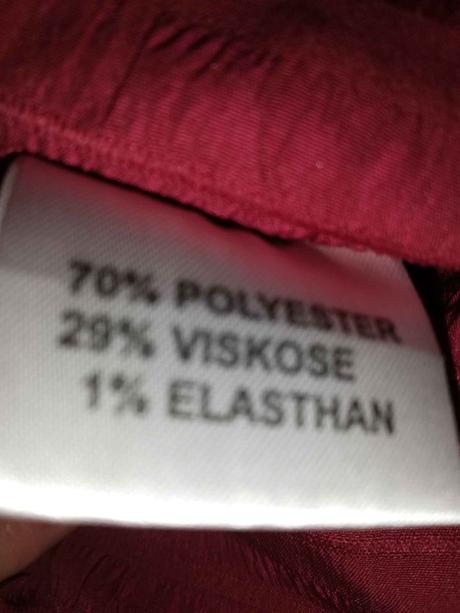 70% POLYESTER
29% VISKOSE
1% ELASTHAN